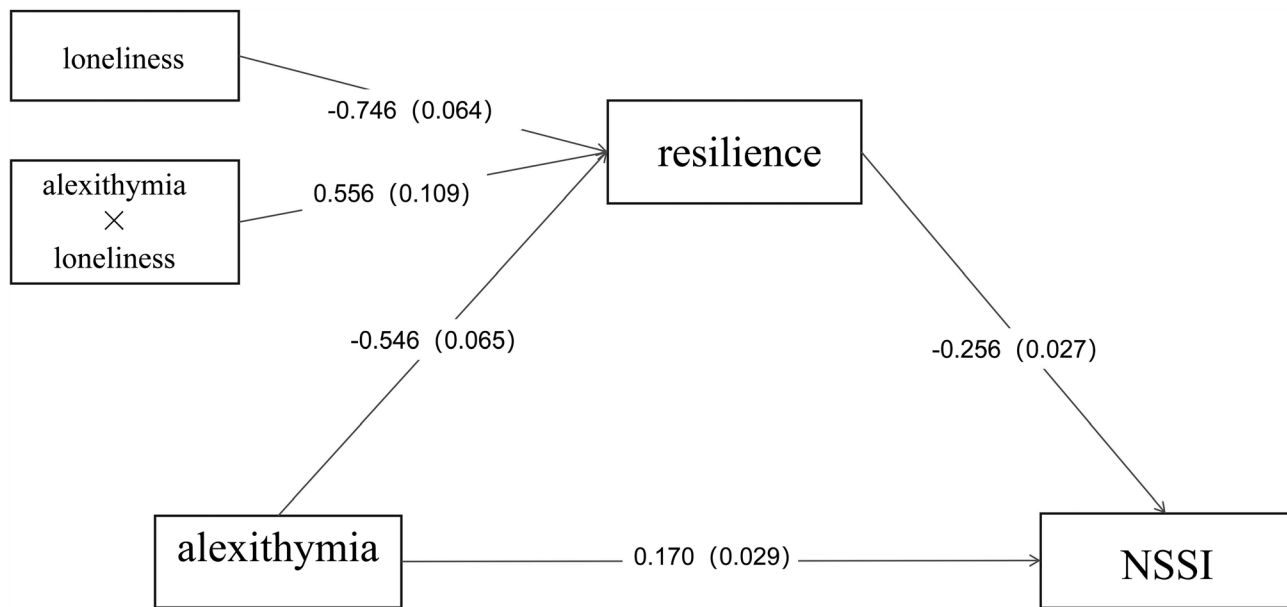 loneliness
-0.746 (0.064)
resilience
alexithymia
×
loneliness
0.556 (0.109)
-0.546 (0.065)
-0.256 (0.027)
alexithymia
0.170 (0.029)
NSSI